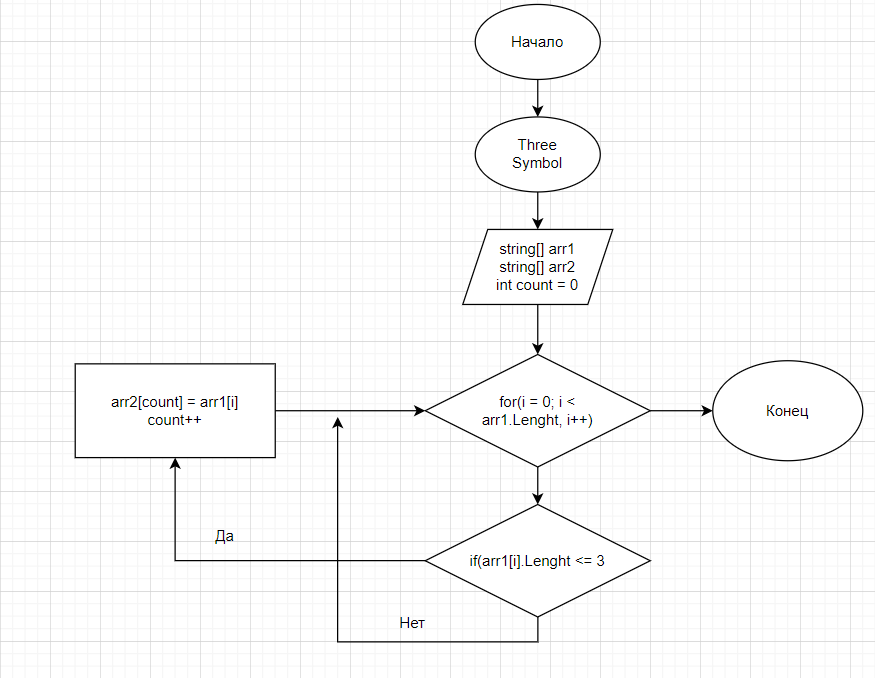 Начало
Three
Symbol
string[] arr1
string[] arr2
int count = 0
for(i = 0; i <
arr1.Lenght, i++)
Конец
arr2[count] = arr1[i]
count++
if(arr1[i].Lenght <= 3
Да
Нет